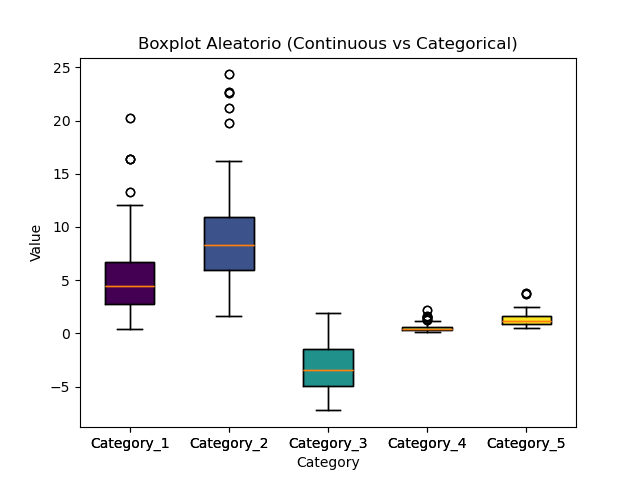 Boxplot Aleatorio (Continuous vs Categorical)
25
20
15
10
5
0
−5
Value
Category_1 Category_2 Category_3 Category_4 Category_5
Category